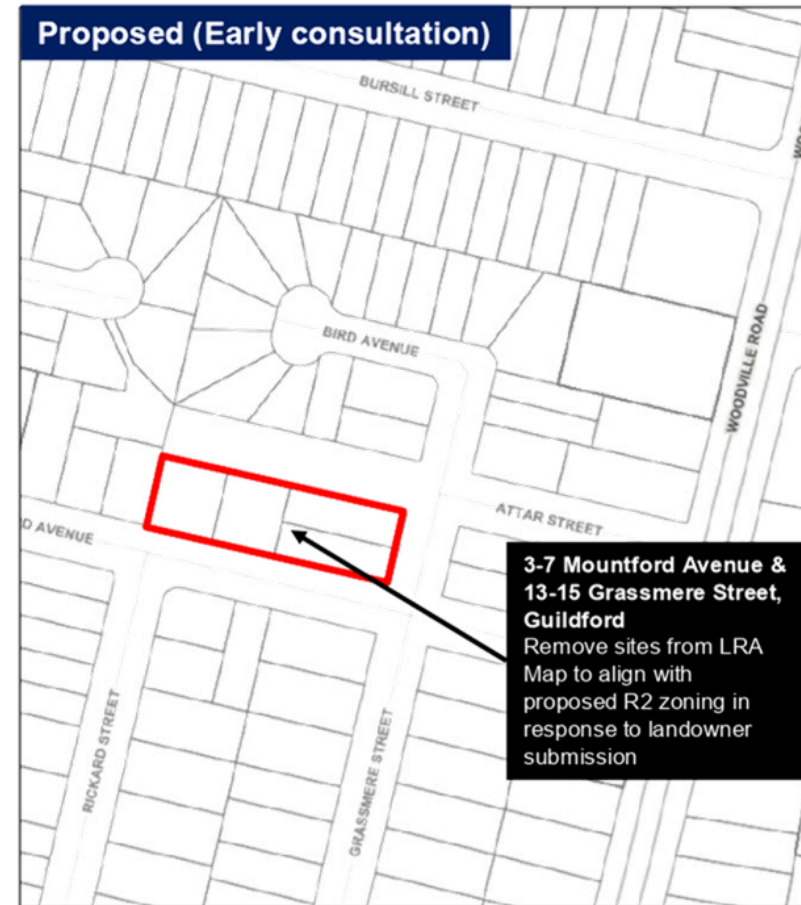 Proposed (Early consultation)
BURSILL STREET
BIRD AVENUE
WOODVILLE ROAD
ATTAR STREET
D AVENUE
3-7 Mountford Avenue &
13-15 Grassmere Street,
Guildford
Remove sites from LRA
Map to align with
proposed R2 zoning in
response to landowner
submission
RICKARD STREET
GRASSMERE STREET